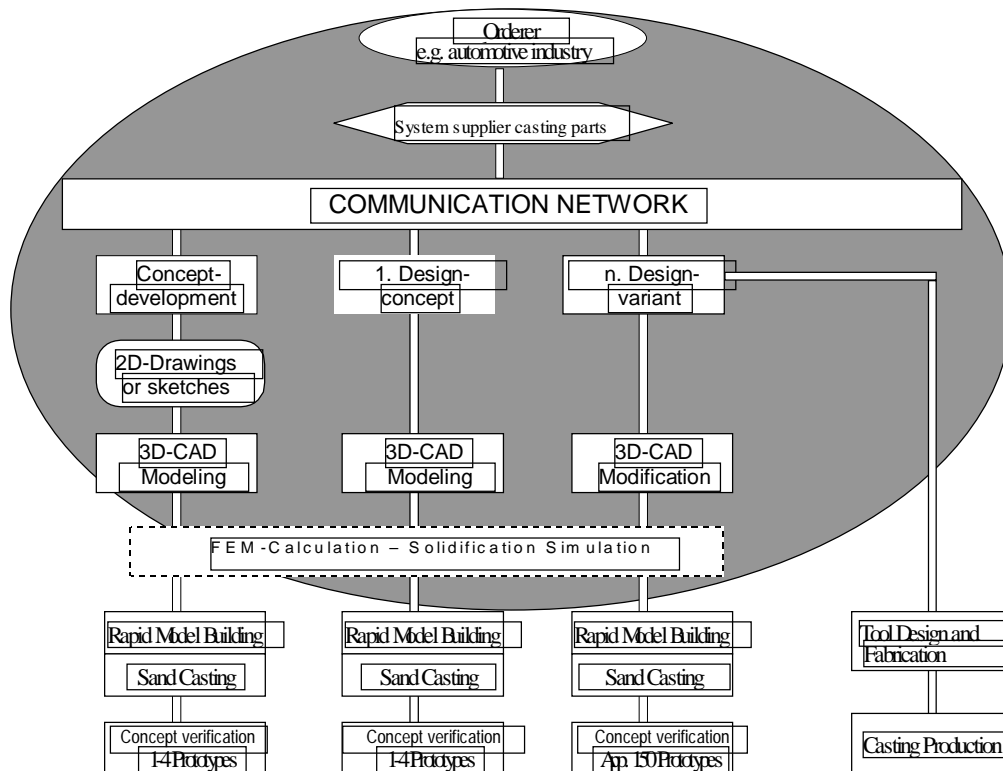 Orderer
e.g. automotive industry
System supplier casting parts
COMMUNICATION NETWORK
Concept-
development
1. Design-
concept
n. Design-
variant
2D-Drawings
or sketches
3D-CAD
Modeling
3D-CAD
Modeling
3D-CAD
Modification
FEM-Calculation – Solidification Simulation
Rapid Model Building
Rapid Model Building
Rapid Model Building
Tool Design and
Fabrication
Sand Casting
Sand Casting
Sand Casting
Concept verification
1-4 Prototypes
Concept verification
1-4 Prototypes
Concept verification
App. 150 Prototypes
Casting Production